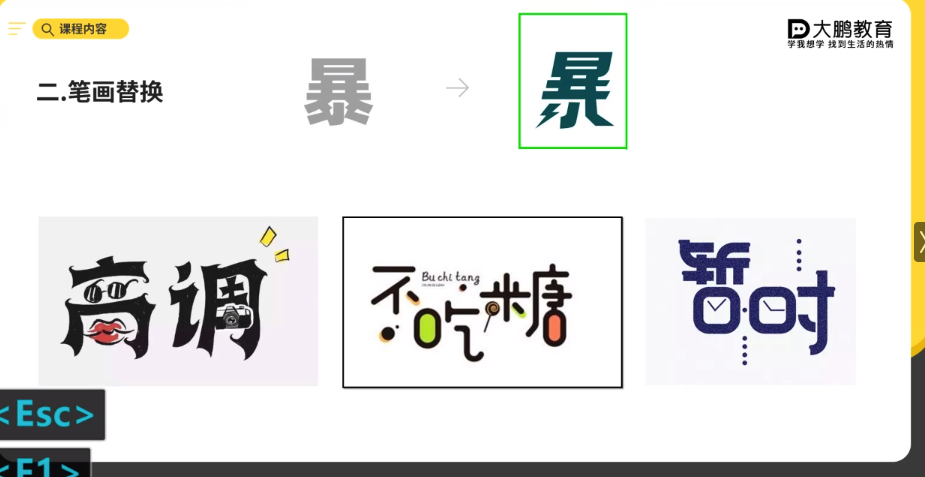 课程内容
大鹏教育
学我想学 找到生活的热情
二.笔画替换
暴
暴
高调
不吃糖
Bu chi tang
暂时
<Esc>
<F1>